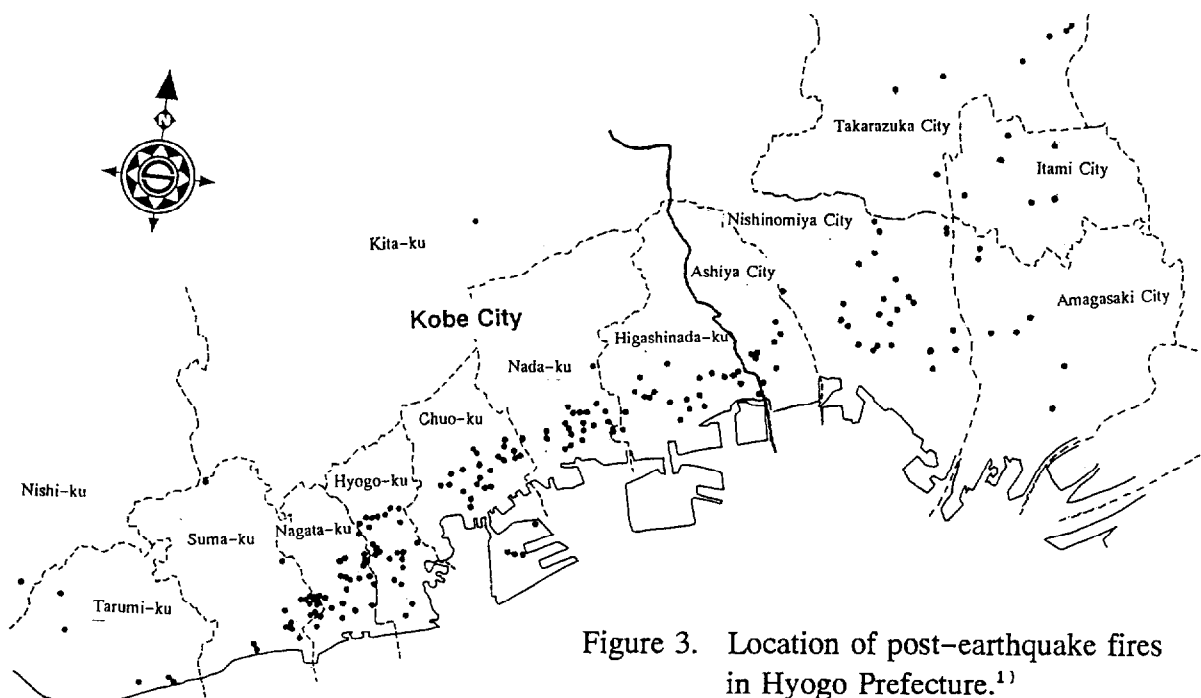 N
Takarazuka City
Itami City
Nishinomiya City
Kita-ku
Ashiya City
Amagasaki City
Kobe City
Higashinada-ku
Nada-ku
Chuo-ku
Hyogo-ku
Nishi-ku
Nagata-ku
Suma-ku
Tarumi-ku
Figure 3. Location of post-earthquake fires
in Hyogo Prefecture.1)